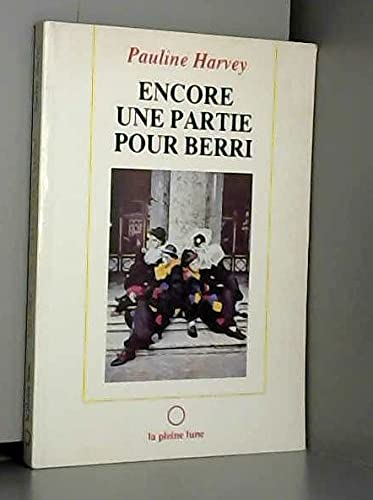 Pauline Harvey
ENCORE
UNE PARTIE
POUR BERRI
la pleine lune